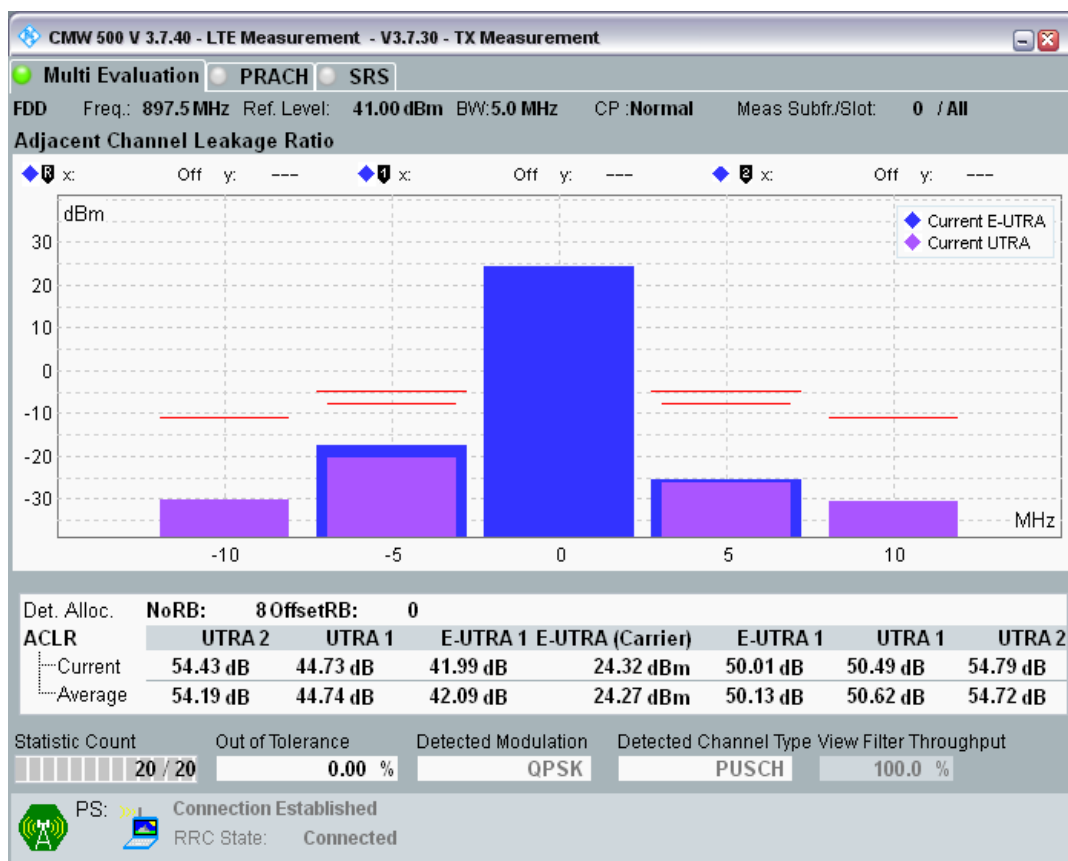 CMW 500 V 3.7.40 - LTE Measurement - V3.7.30 - TX Measurement
Multi Evaluation PRACH SRS
FDD Freq.: 897.5 MHz Ref. Level: 41.00 dBm BW:5.0 MHz CP :Normal Meas Subfr./Slot: 0 / All
Adjacent Channel Leakage Ratio
R x: Off y: --- 1 x: Off y: --- 2 x: Off y: ---
dBm
Current E-UTRA
Current UTRA
30
20
10
0
-10
-20
-30
MHz
-10 -5 0 5 10
Det. Alloc. NoRB: 8 OffsetRB: 0
ACLR UTRA 2 UTRA 1 E-UTRA 1 E-UTRA (Carrier) E-UTRA 1 UTRA 1 UTRA 2
Current 54.43 dB 44.73 dB 41.99 dB 24.32 dBm 50.01 dB 50.49 dB 54.79 dB
Average 54.19 dB 44.74 dB 42.09 dB 24.27 dBm 50.13 dB 50.62 dB 54.72 dB
Statistic Count Out of Tolerance Detected Modulation Detected Channel Type View Filter Throughput
20 / 20 0.00 % QPSK PUSCH 100.0 %
PS: Connection Established
RRC State: Connected